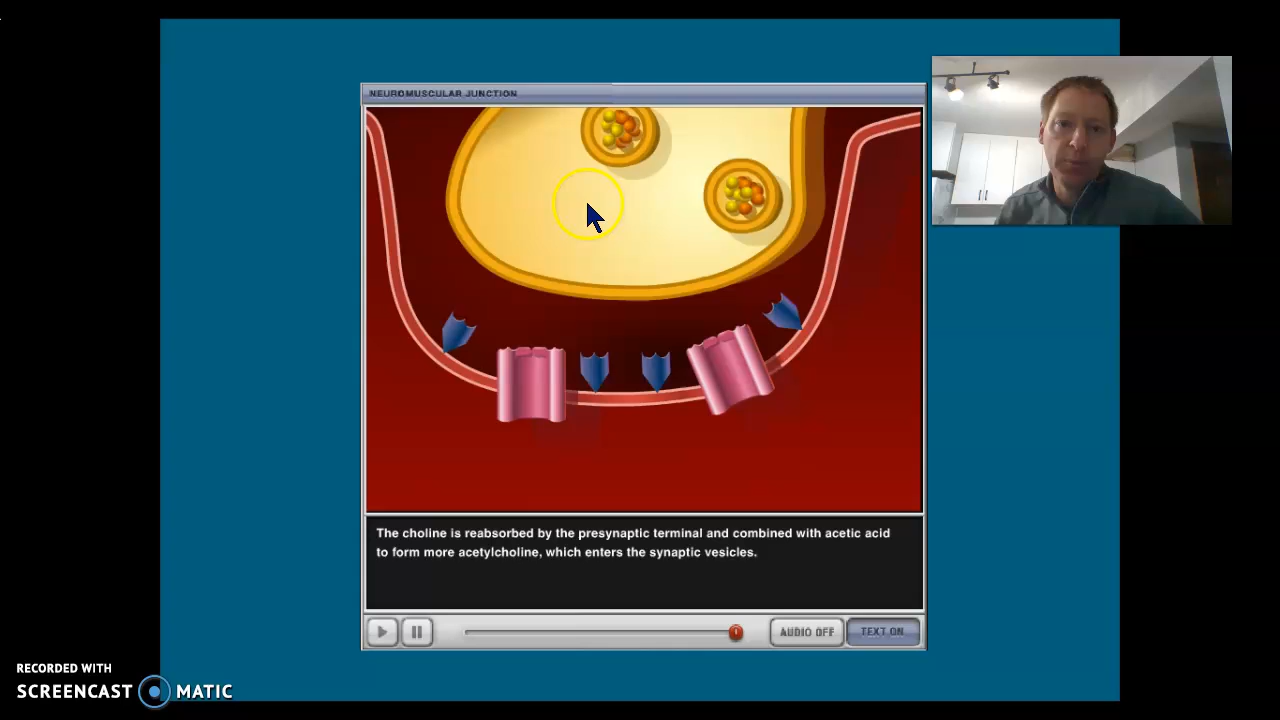 NEUROMUSCULAR JUNCTION
The choline is reabsorbed by the presynaptic terminal and combined with acetic acid
to form more acetylcholine, which enters the synaptic vesicles.
AUDIO OFF
TEXT ON
RECORDED WITH
SCREENCAST MATIC